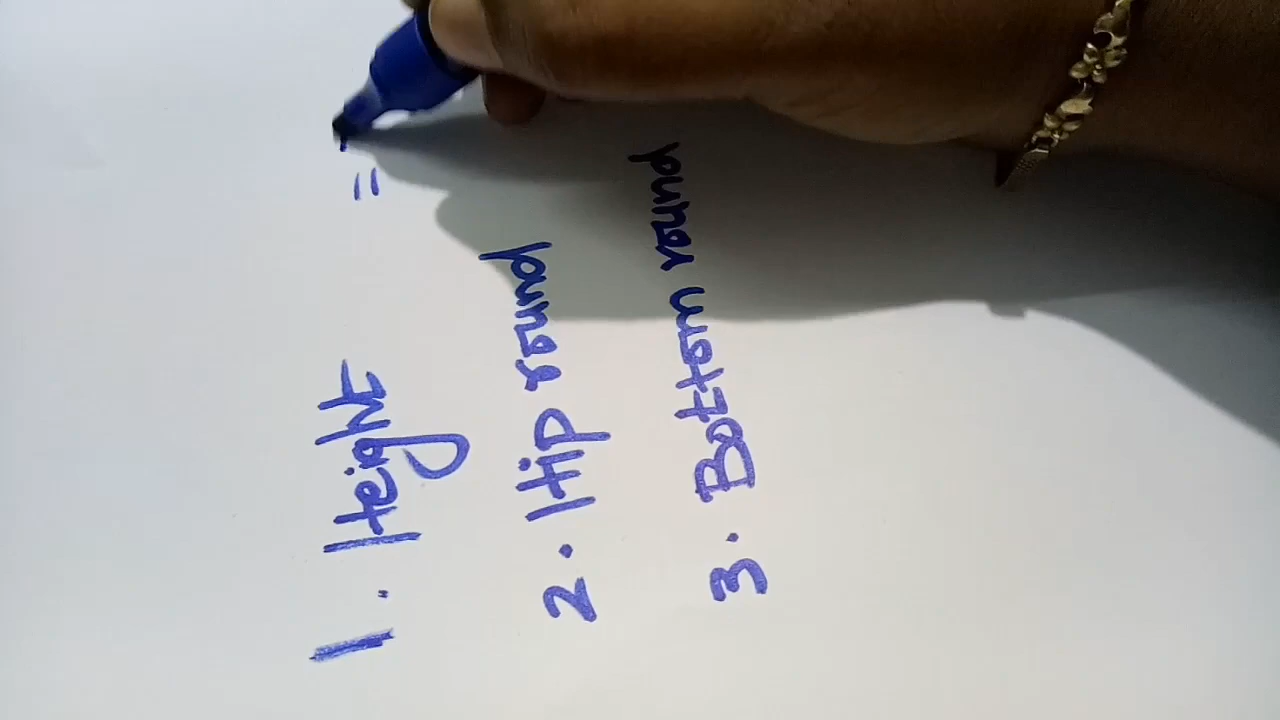 1. Height =
2. Hip round
3. Bottom round